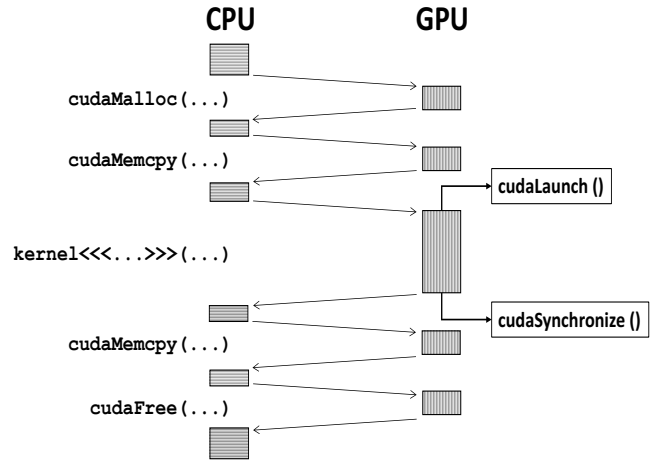 CPU GPU
cudaMalloc(...)
cudaMemcpy(...)
cudaLaunch ()
kernel<<<...>>>(...)
cudaSynchronize ()
cudaMemcpy(...)
cudaFree(...)